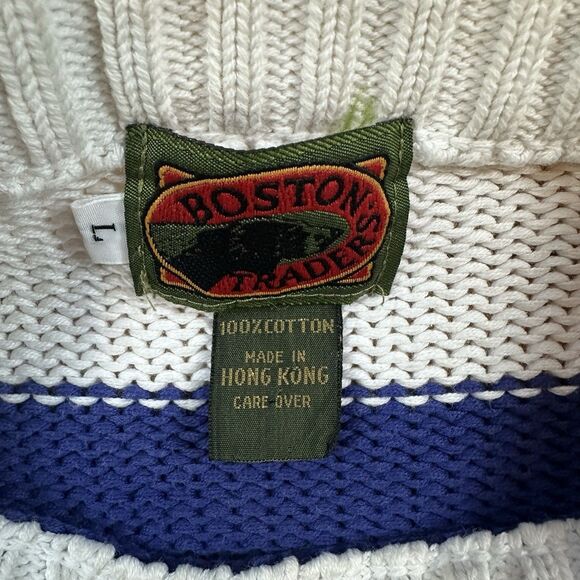 BOSTON
TRADERS
L
100%COTTON
MADE IN
HONG KONG
CARE OVER